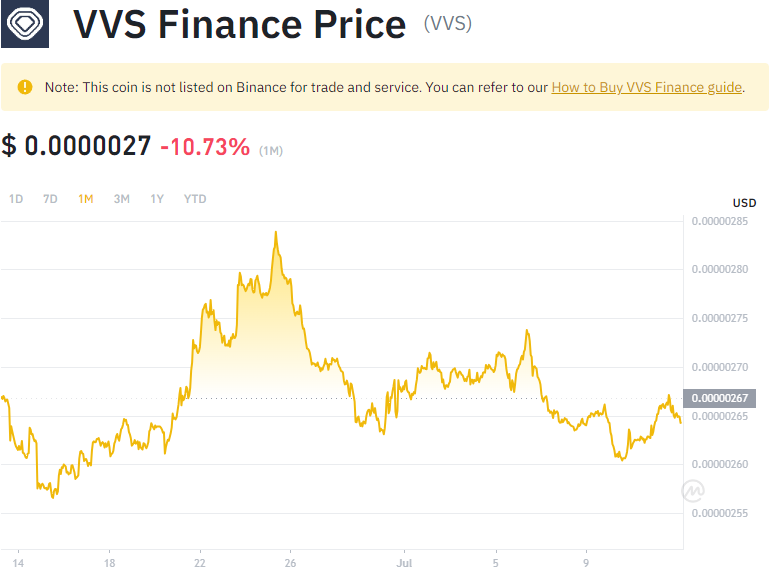 VVS Finance Price (VVS)
Note: This coin is not listed on Binance for trade and service. You can refer to our How to Buy VVS Finance guide.
$ 0.0000027 -10.73% (1M)
1D 7D 1M 3M 1Y YTD
USD
0.00000285
0.00000280
0.00000275
0.00000270
0.00000267
0.00000265
0.00000260
0.00000255
14 18 22 26 Jul 5 9